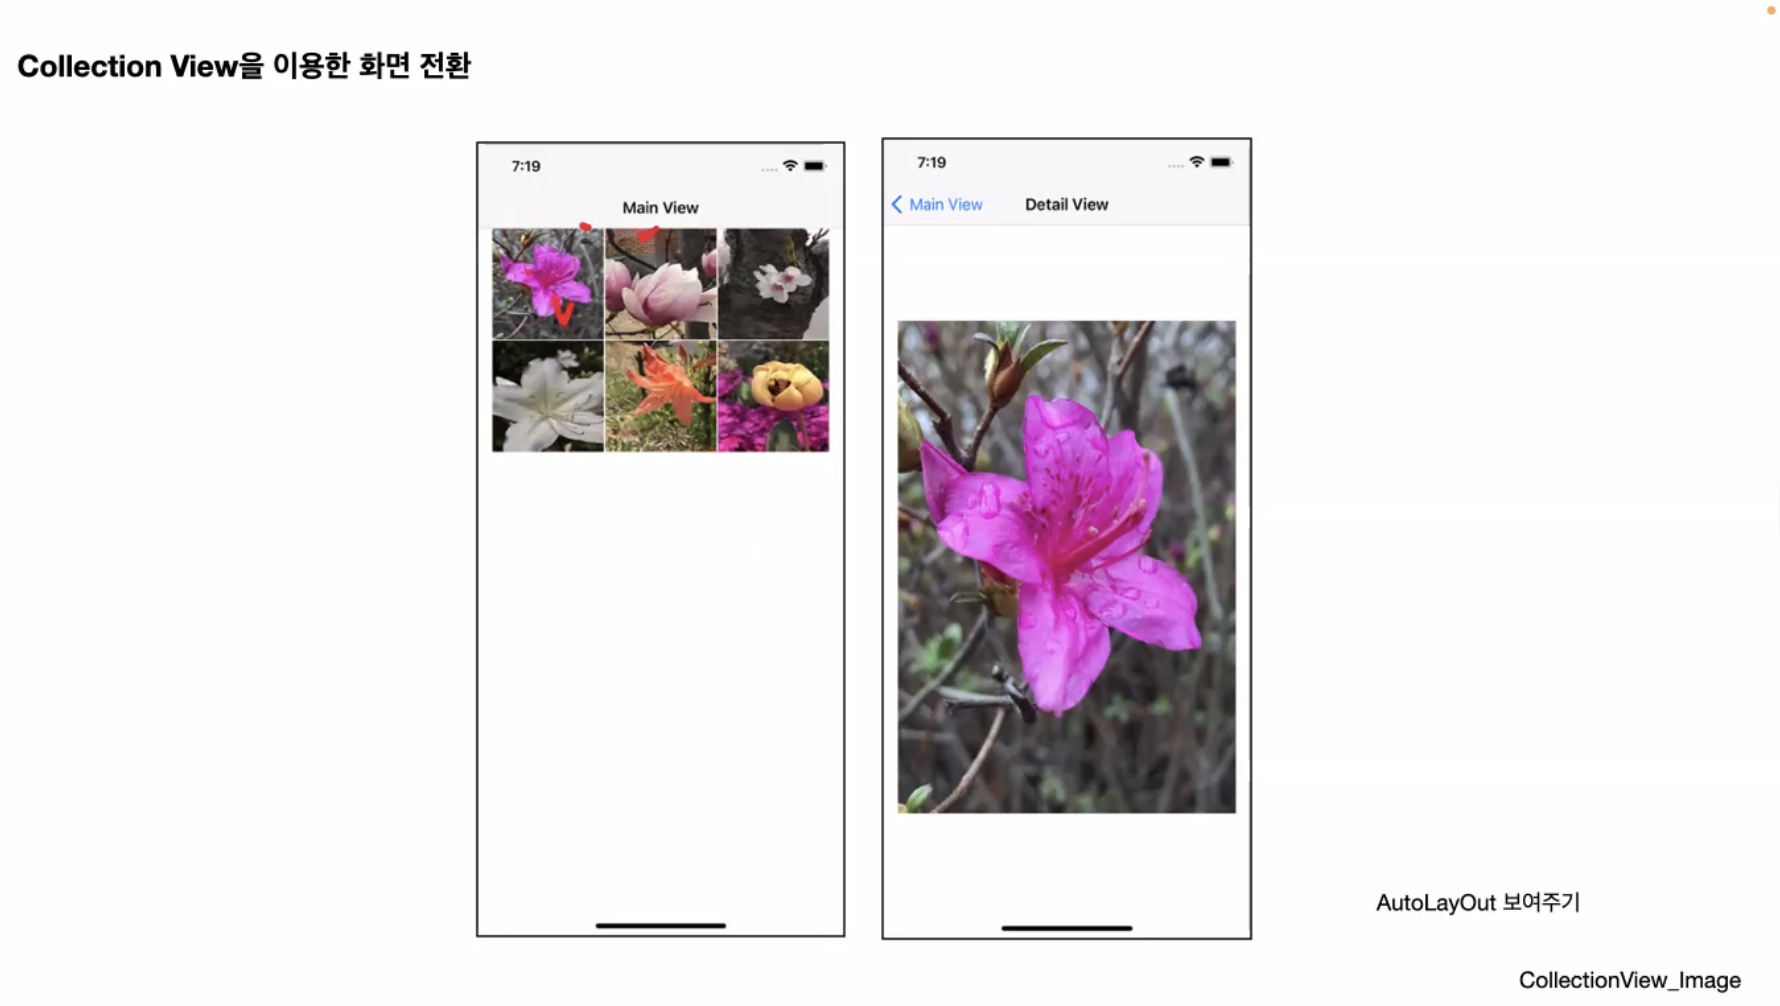 Collection View을 이용한 화면 전환
7:19
Main View
7:19
Main View
Detail View
AutoLayOut 보여주기
CollectionView_Image